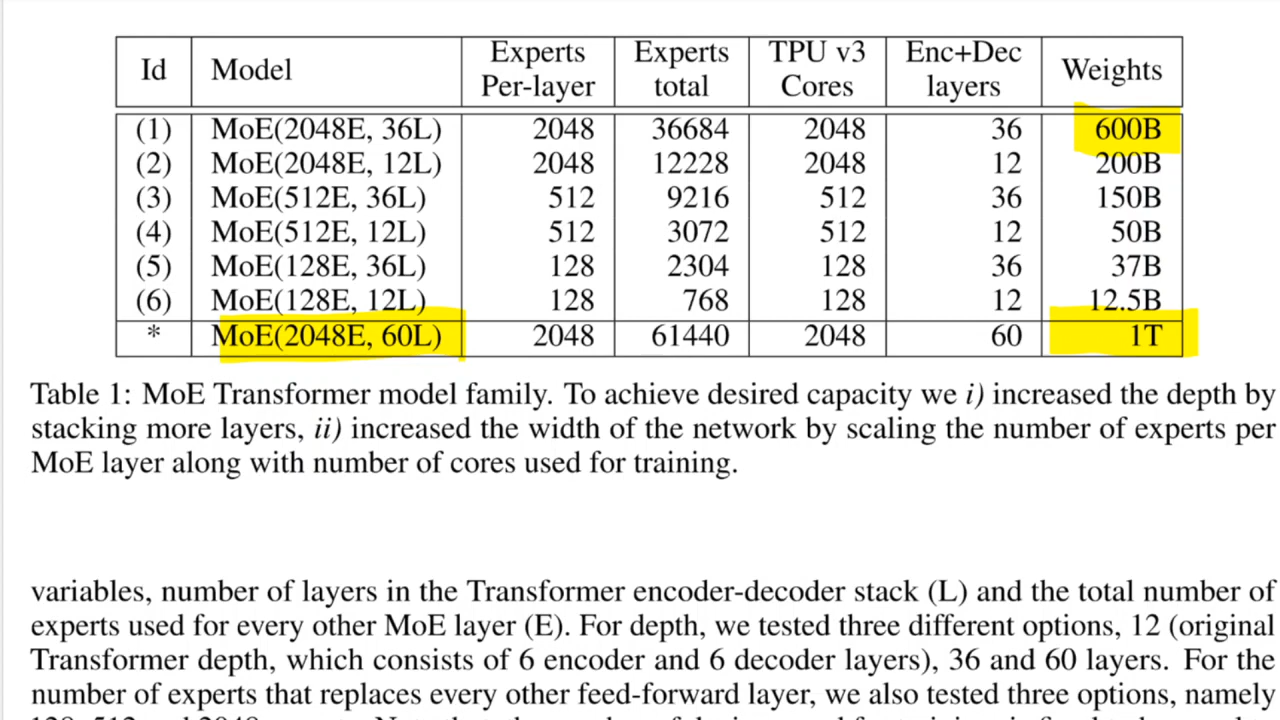 Id Model Experts Per-layer Experts total TPU v3 Cores Enc+Dec layers Weights
(1) MoE(2048E, 36L) 2048 36684 2048 36 600B
(2) MoE(2048E, 12L) 2048 12228 2048 12 200B
(3) MoE(512E, 36L) 512 9216 512 36 150B
(4) MoE(512E, 12L) 512 3072 512 12 50B
(5) MoE(128E, 36L) 128 2304 128 36 37B
(6) MoE(128E, 12L) 128 768 128 12 12.5B
* MoE(2048E, 60L) 2048 61440 2048 60 1T
Table 1: MoE Transformer model family. To achieve desired capacity we i) increased the depth by
stacking more layers, ii) increased the width of the network by scaling the number of experts per
MoE layer along with number of cores used for training.
variables, number of layers in the Transformer encoder-decoder stack (L) and the total number of
experts used for every other MoE layer (E). For depth, we tested three different options, 12 (original
Transformer depth, which consists of 6 encoder and 6 decoder layers), 36 and 60 layers. For the
number of experts that replaces every other feed-forward layer, we also tested three options, namely